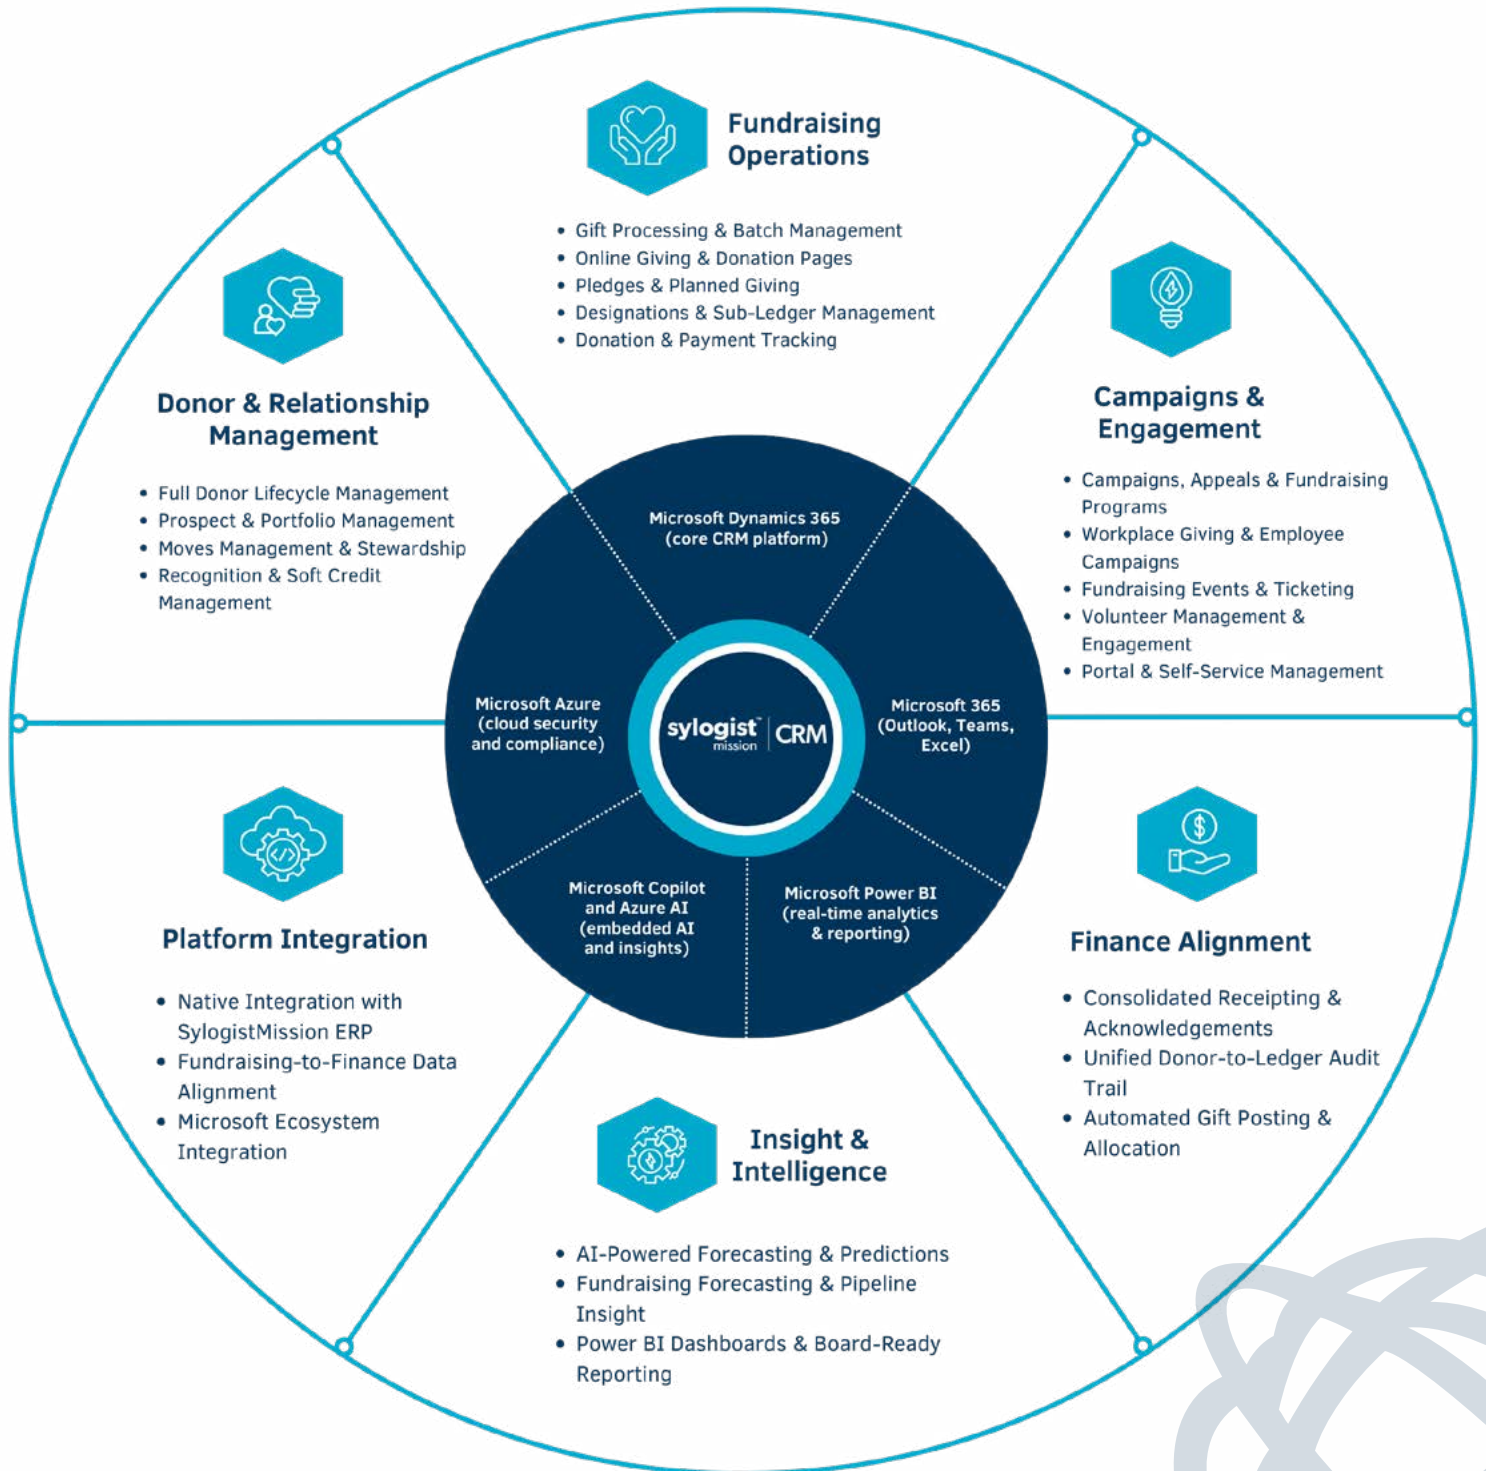 Fundraising
Operations
• Gift Processing & Batch Management
• Online Giving & Donation Pages
• Pledges & Planned Giving
• Designations & Sub-Ledger Management
• Donation & Payment Tracking
Donor & Relationship
Management
• Full Donor Lifecycle Management
• Prospect & Portfolio Management
• Moves Management & Stewardship
• Recognition & Soft Credit
Management
Campaigns &
Engagement
• Campaigns, Appeals & Fundraising
Programs
• Workplace Giving & Employee
Campaigns
• Fundraising Events & Ticketing
• Volunteer Management &
Engagement
• Portal & Self-Service Management
Microsoft Dynamics 365
(core CRM platform)
Microsoft Azure
(cloud security
and compliance)
sylogist™ | CRM
mission
Microsoft 365
(Outlook, Teams,
Excel)
Microsoft Copilot
and Azure AI
(embedded AI
and insights)
Microsoft Power BI
(real-time analytics
& reporting)
Platform Integration
• Native Integration with
SylogistMission ERP
• Fundraising-to-Finance Data
Alignment
• Microsoft Ecosystem
Integration
Finance Alignment
• Consolidated Receipting &
Acknowledgements
• Unified Donor-to-Ledger Audit
Trail
• Automated Gift Posting &
Allocation
Insight &
Intelligence
• AI-Powered Forecasting & Predictions
• Fundraising Forecasting & Pipeline
Insight
• Power BI Dashboards & Board-Ready
Reporting